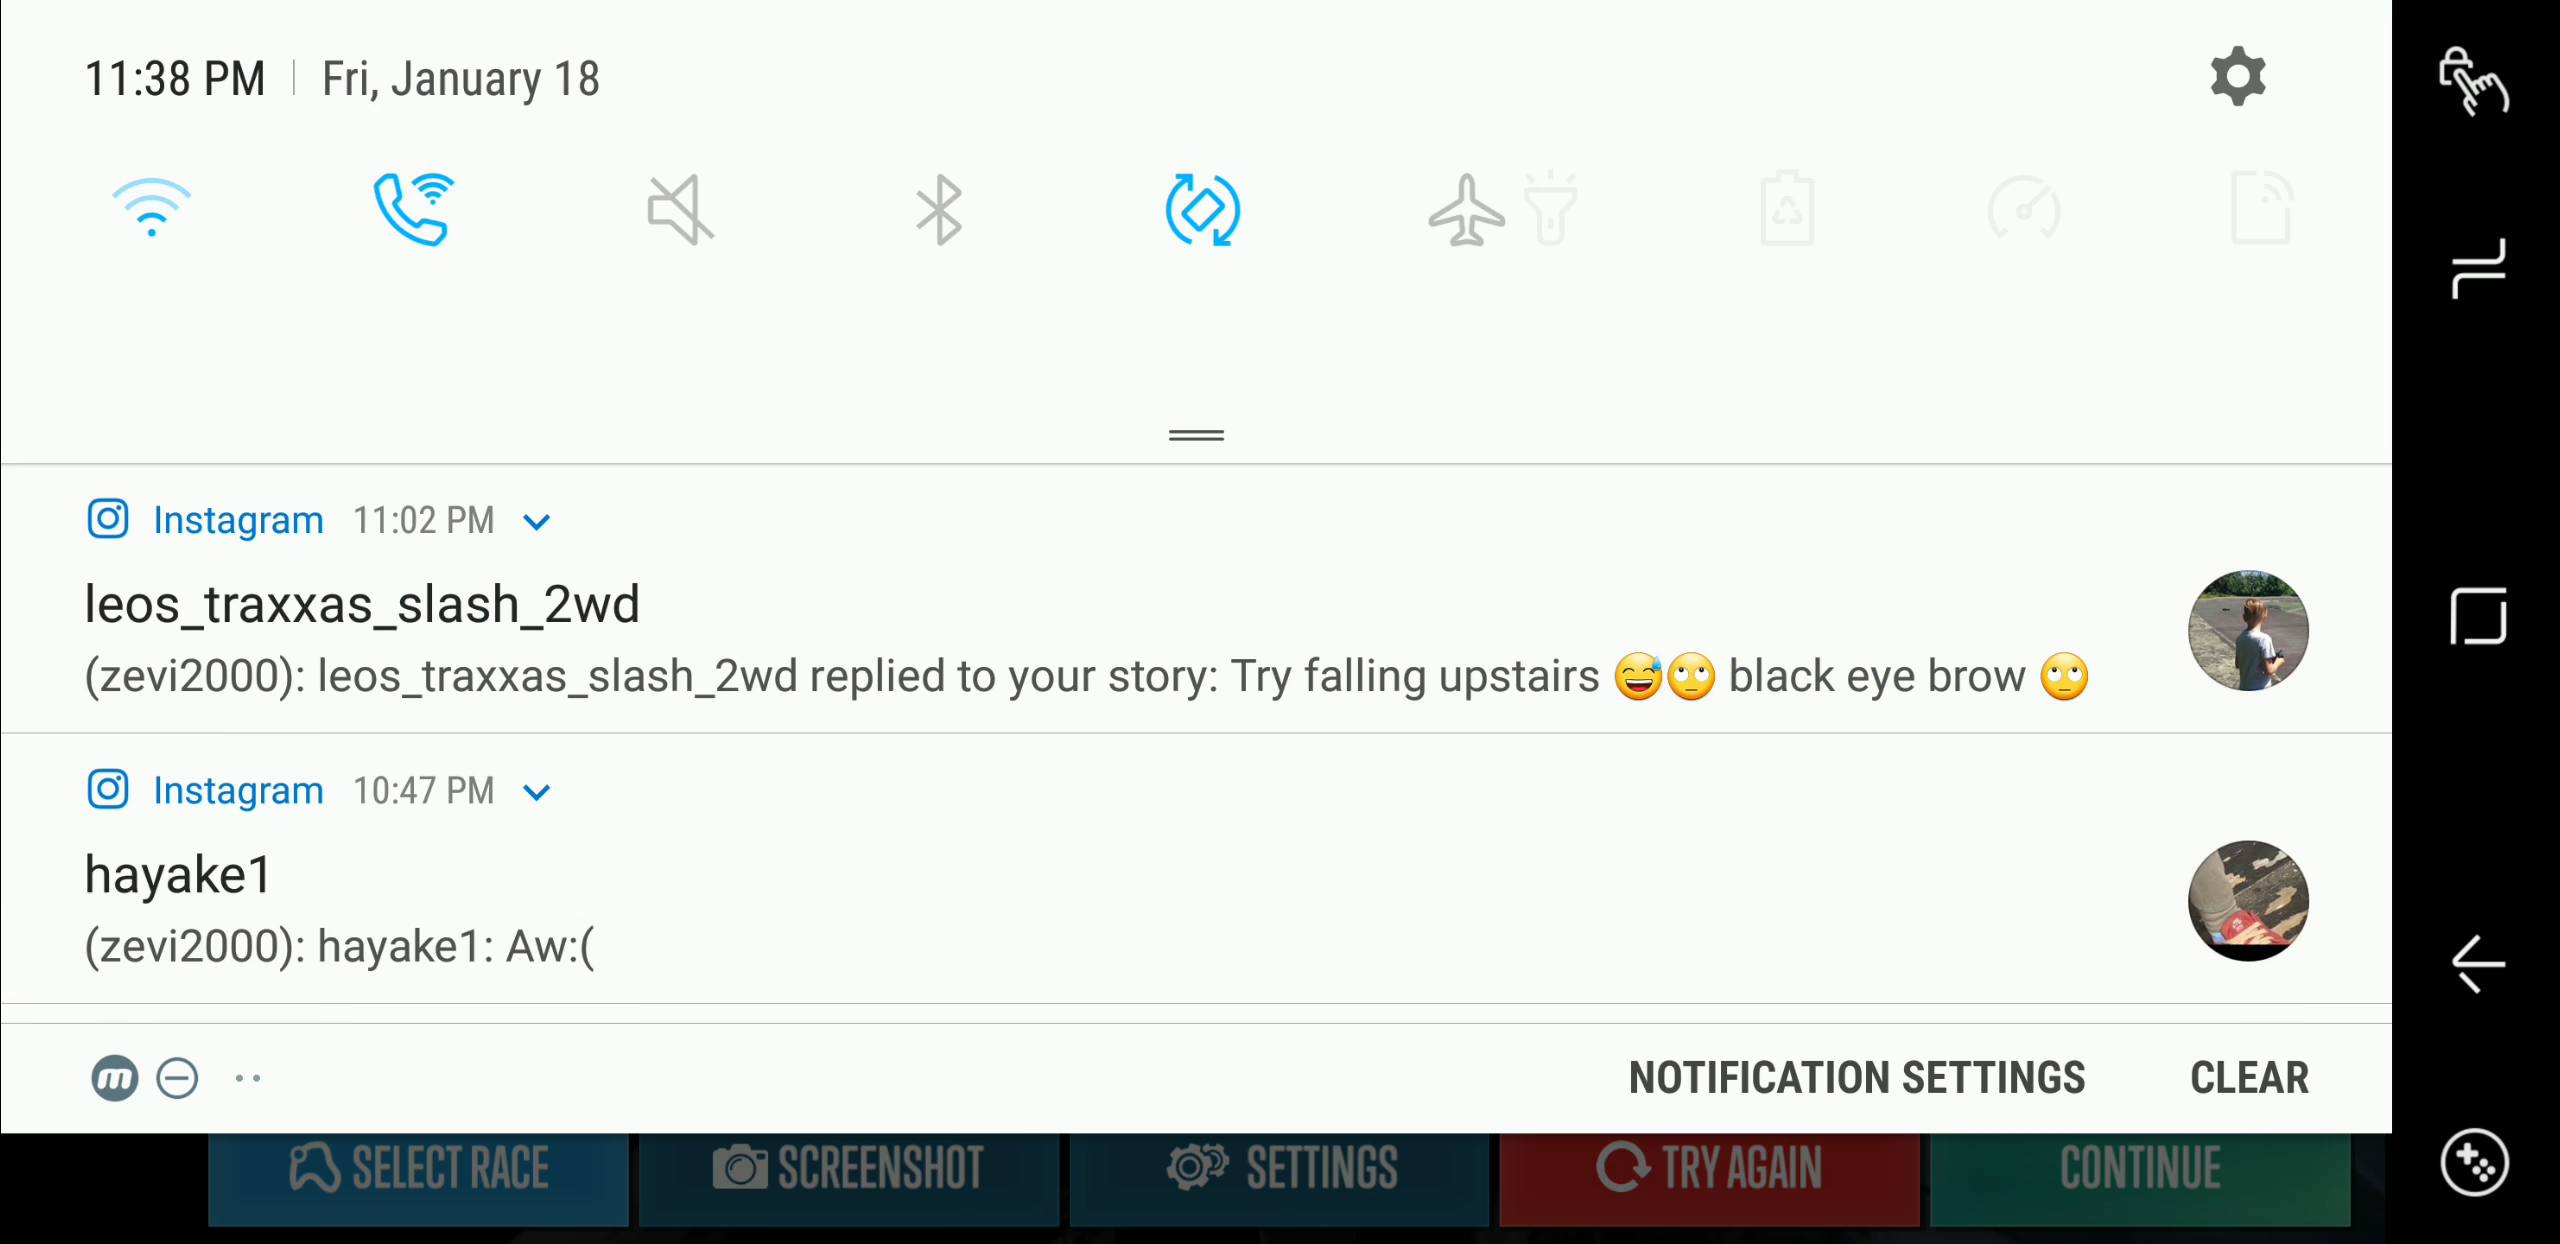 11:38 PM | Fri, January 18
Instagram 11:02 PM
leos_traxxas_slash_2wd
(zevi2000): leos_traxxas_slash_2wd replied to your story: Try falling upstairs 😅🙄 black eye brow 🙄
Instagram 10:47 PM
hayake1
(zevi2000): hayake1: Aw:(
NOTIFICATION SETTINGS CLEAR
SELECT RACE SCREENSHOT SETTINGS TRY AGAIN CONTINUE